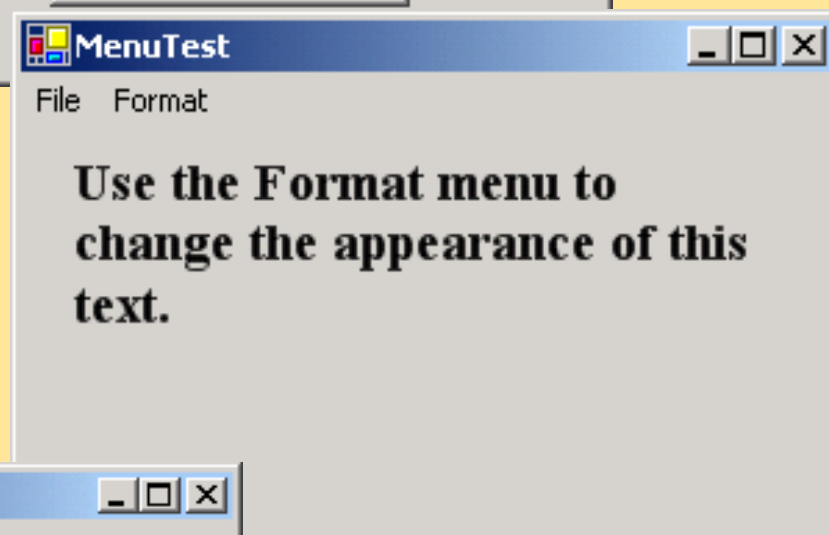 MenuTest
File Format
Use the Format menu to
change the appearance of this
text.